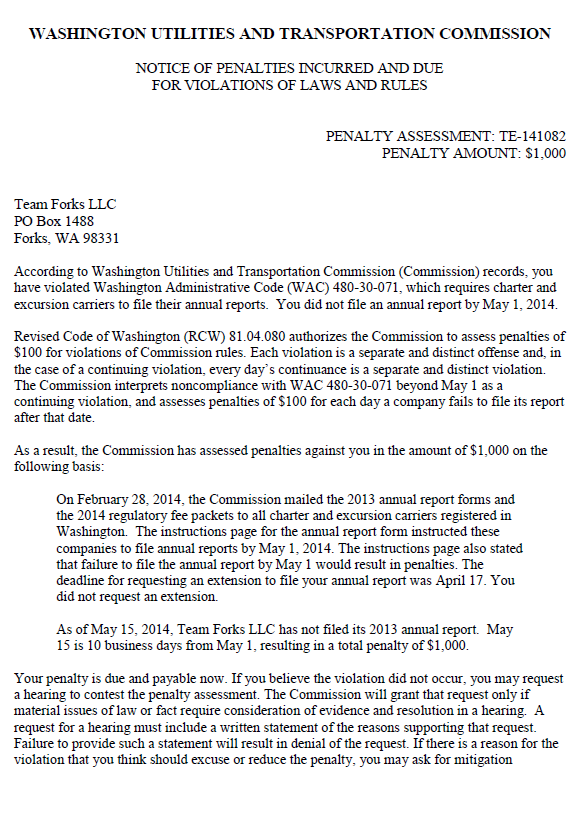 WASHINGTON UTILITIES AND TRANSPORTATION COMMISSION
NOTICE OF PENALTIES INCURRED AND DUE
FOR VIOLATIONS OF LAWS AND RULES
PENALTY ASSESSMENT: TE-141082
PENALTY AMOUNT: $1,000
Team Forks LLC
PO Box 1488
Forks, WA 98331
According to Washington Utilities and Transportation Commission (Commission) records, you
have violated Washington Administrative Code (WAC) 480-30-071, which requires charter and
excursion carriers to file their annual reports.  You did not file an annual report by May 1, 2014.
Revised Code of Washington (RCW) 81.04.080 authorizes the Commission to assess penalties of
$100 for violations of Commission rules. Each violation is a separate and distinct offense and, in
the case of a continuing violation, every day's continuance is a separate and distinct violation.
The Commission interprets noncompliance with WAC 480-30-071 beyond May 1 as a
continuing violation, and assesses penalties of $100 for each day a company fails to file its report
after that date.
As a result, the Commission has assessed penalties against you in the amount of $1,000 on the
following basis:
On February 28, 2014, the Commission mailed the 2013 annual report forms and
the 2014 regulatory fee packets to all charter and excursion carriers registered in
Washington.  The instructions page for the annual report form instructed these
companies to file annual reports by May 1, 2014. The instructions page also stated
that failure to file the annual report by May 1 would result in penalties. The
deadline for requesting an extension to file your annual report was April 17. You
did not request an extension.
As of May 15, 2014, Team Forks LLC has not filed its 2013 annual report.  May
15 is 10 business days from May 1, resulting in a total penalty of $1,000.
Your penalty is due and payable now. If you believe the violation did not occur, you may request
a hearing to contest the penalty assessment. The Commission will grant that request only if
material issues of law or fact require consideration of evidence and resolution in a hearing.  A
request for a hearing must include a written statement of the reasons supporting that request.
Failure to provide such a statement will result in denial of the request. If there is a reason for the
violation that you think should excuse or reduce the penalty, you may ask for mitigation